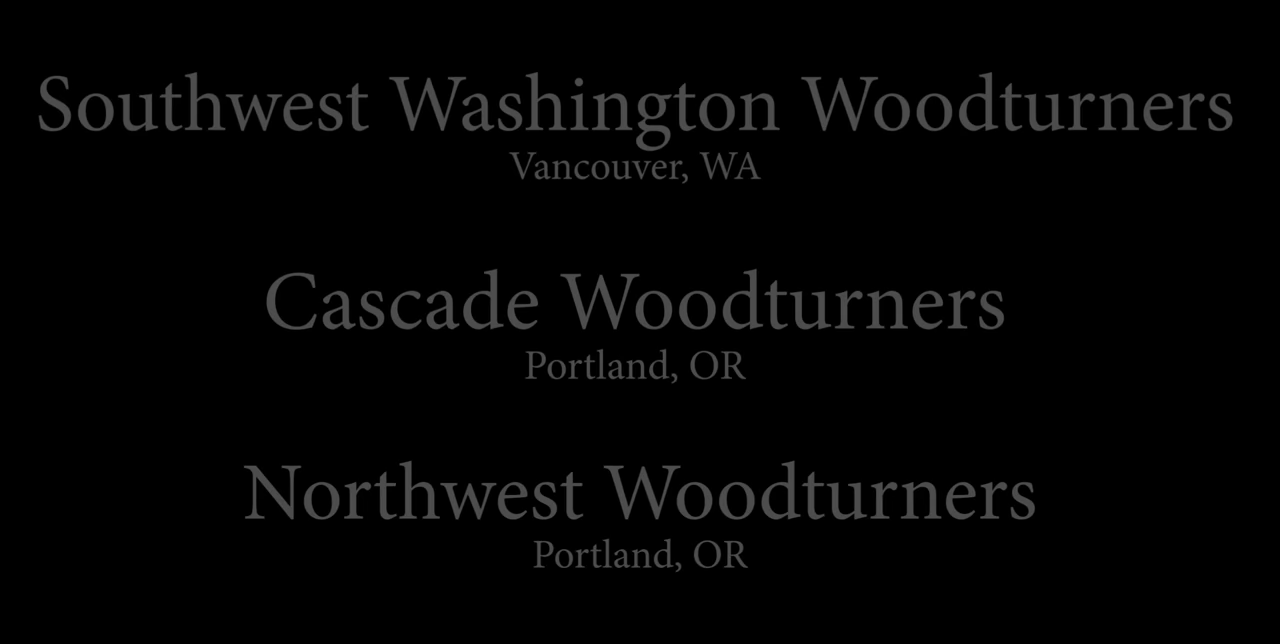 Southwest Washington Woodturners
Vancouver, WA
Cascade Woodturners
Portland, OR
Northwest Woodturners
Portland, OR